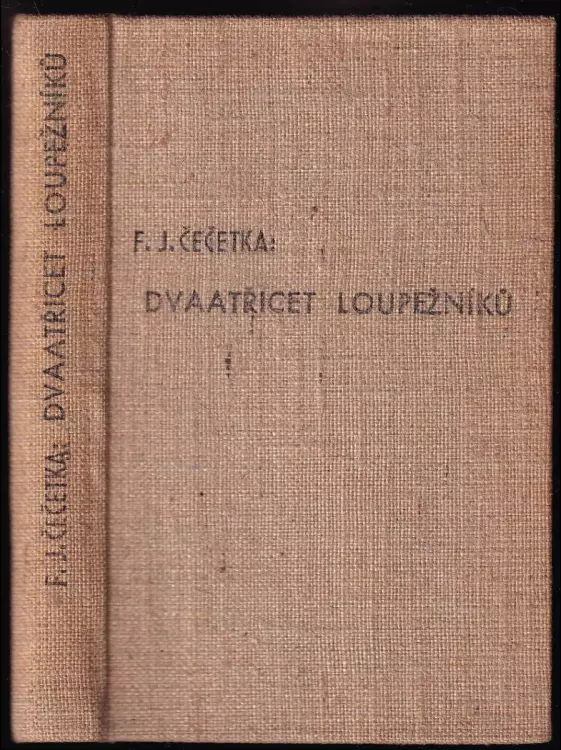 F. J. ČEČETKA: DVAATŘICET LOUPEŽNÍKŮ
F. J. ČEČETKA:
DVAATŘICET LOUPEŽNÍKŮ